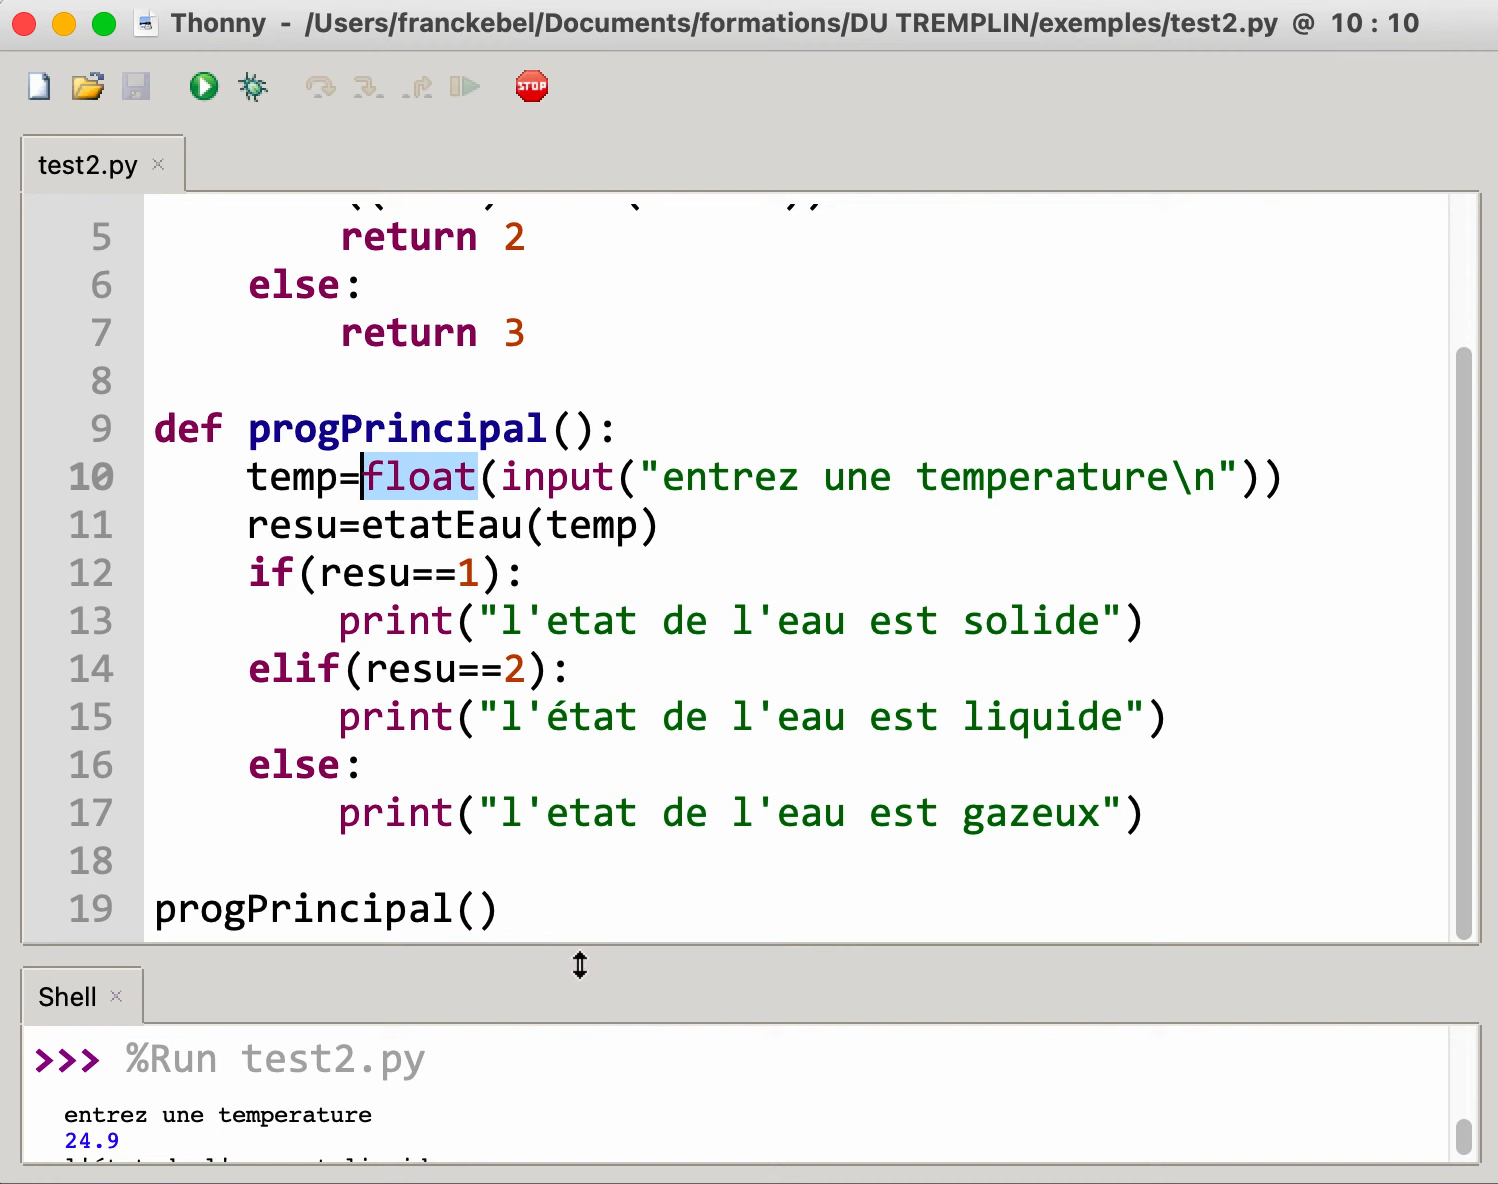 Thonny - /Users/franckebel/Documents/formations/DU TREMPLIN/exemples/test2.py @ 10 : 10
STOP
test2.py ×
5         return 2
6     else:
7         return 3
8
9 def progPrincipal():
10     temp=float(input("entrez une temperature\n"))
11     resu=etatEau(temp)
12     if(resu==1):
13         print("l'etat de l'eau est solide")
14     elif(resu==2):
15         print("l'état de l'eau est liquide")
16     else:
17         print("l'etat de l'eau est gazeux")
18
19 progPrincipal()
Shell ×
>>> %Run test2.py
entrez une temperature
24.9